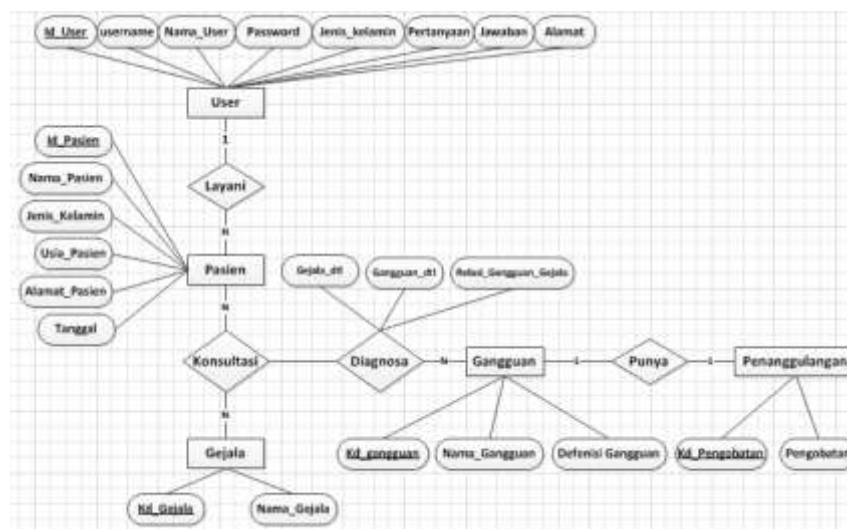 Id_User username Nama_User Password Jenis_kelamin Pertanyaan Jawaban Alamat
User
1
Id_Pasien
Layani
Nama_Pasien
N
Jenis_Kelamin
Usia_Pasien
Pasien
Gejala_dtl Gangguan_dtl Relasi_Gangguan_Gejala
Alamat_Pasien
N
Tanggal
Konsultasi Diagnosa N Gangguan 1 Punya 1 Penanggulangan
N
Gejala
Kd_gangguan Nama_Gangguan Defenisi Gangguan Kd_Pengobatan Pengobatan
Kd_Gejala Nama_Gejala